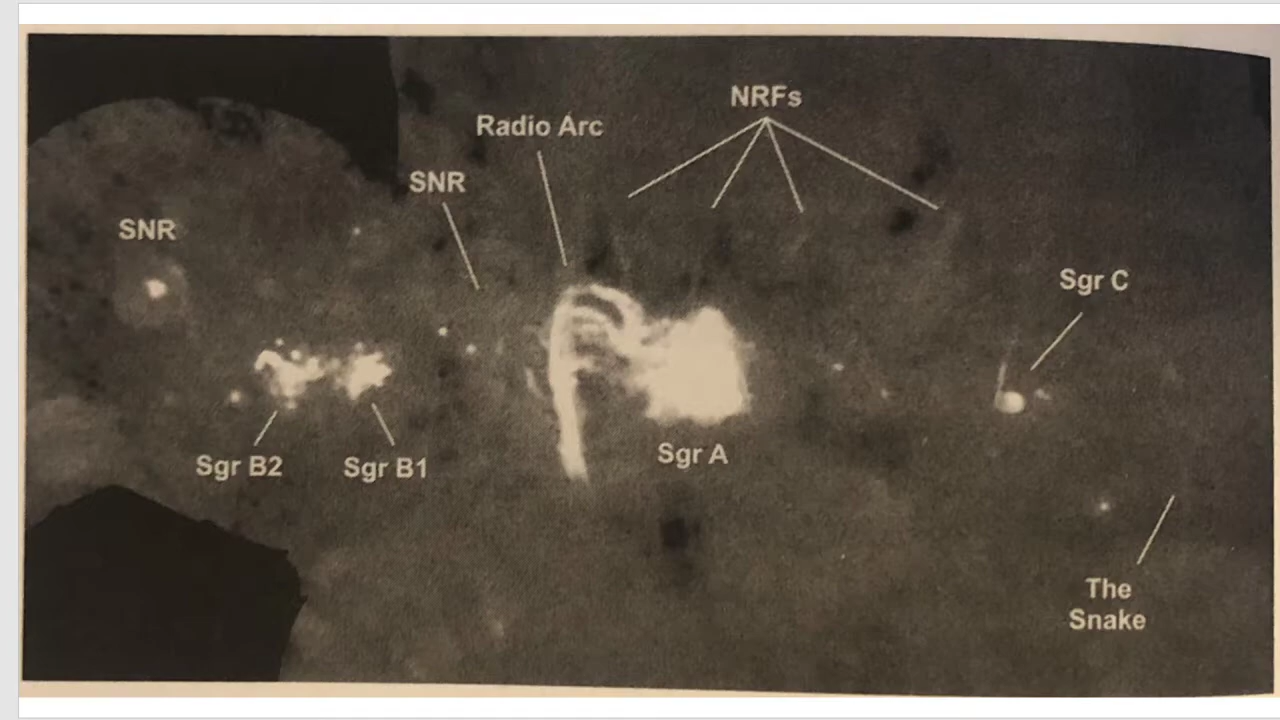 NRFs
Radio Arc
SNR
SNR
Sgr C
Sgr A
Sgr B2
Sgr B1
The
Snake